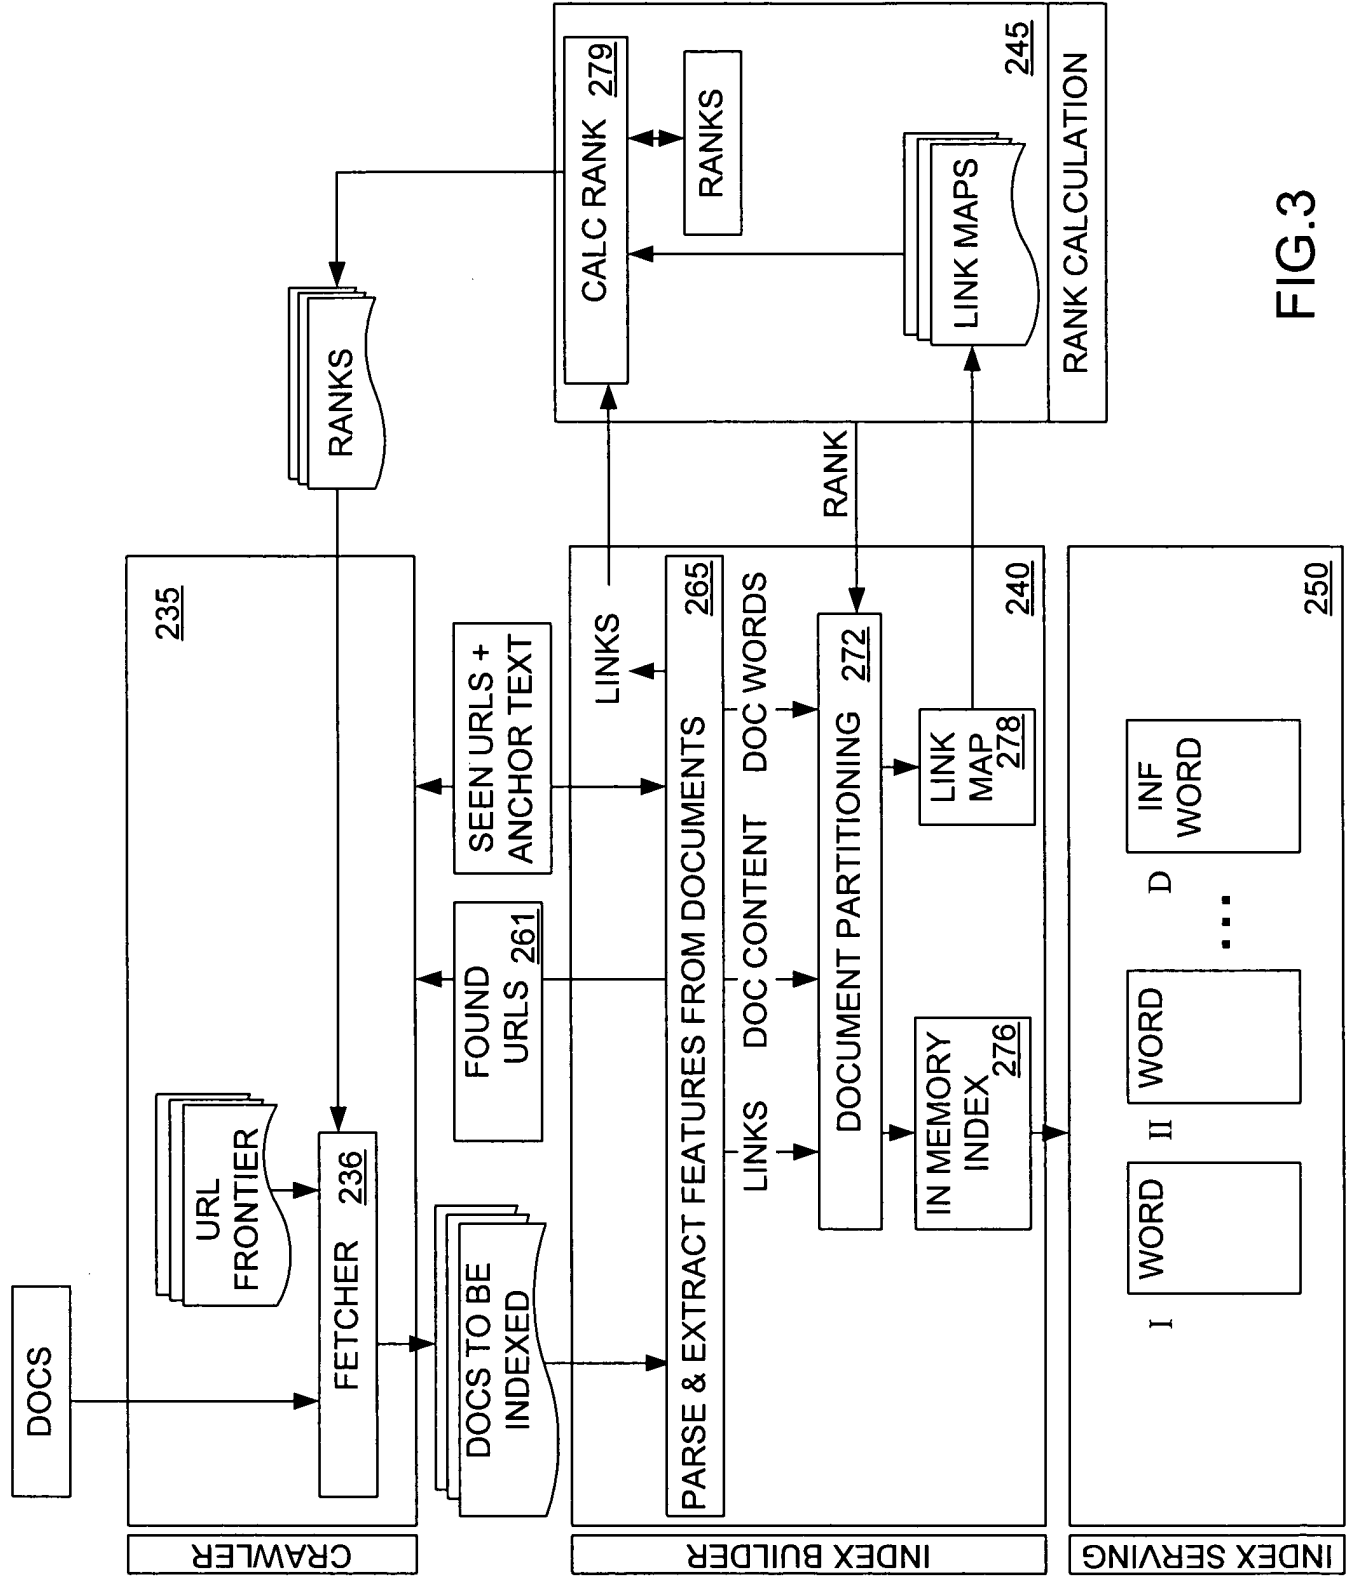 DOCS
CRAWLER
235
URL
FRONTIER
FETCHER 236
RANKS
DOCS TO BE
INDEXED
FOUND
URLS 261
SEEN URLS +
ANCHOR TEXT
INDEX BUILDER
LINKS
PARSE & EXTRACT FEATURES FROM DOCUMENTS 265
LINKS
DOC CONTENT
DOC WORDS
DOCUMENT PARTITIONING 272
IN MEMORY
INDEX
276
LINK
MAP
278
240
RANK
CALC RANK 279
RANKS
LINK MAPS
245
RANK CALCULATION
INDEX SERVING
I
WORD
II
WORD
...
D
INF
WORD
250
FIG.3